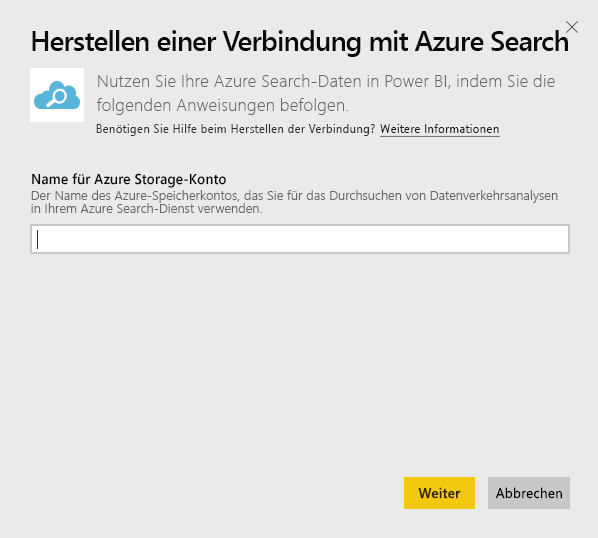 Herstellen einer Verbindung mit Azure Search
Nutzen Sie Ihre Azure Search-Daten in Power BI, indem Sie die
folgenden Anweisungen befolgen.
Benötigen Sie Hilfe beim Herstellen der Verbindung? Weitere Informationen
Name für Azure Storage-Konto
Der Name des Azure-Speicherkontos, das Sie für das Durchsuchen von Datenverkehrsanalysen
in Ihrem Azure Search-Dienst verwenden.
Weiter Abbrechen